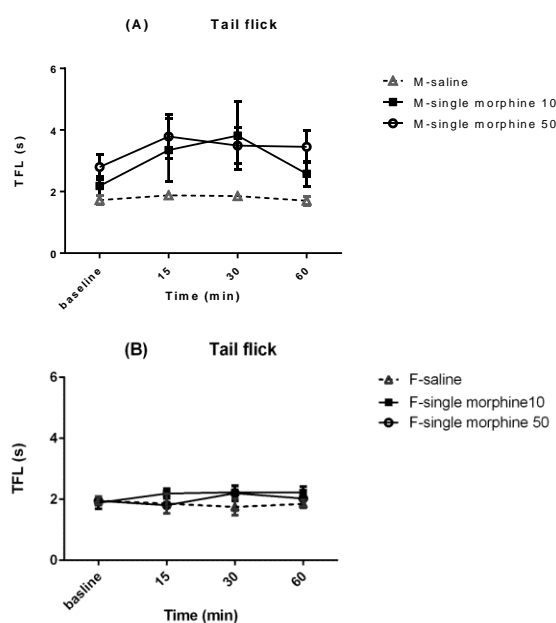 (A) Tail flick
6
4
2
0
TFL (s)
baseline
15
30
60
Time (min)
M-saline
M-single morphine 10
M-single morphine 50
(B) Tail flick
6
4
2
0
TFL (s)
basline
15
30
60
Time (min)
F-saline
F-single morphine10
F-single morphine 50